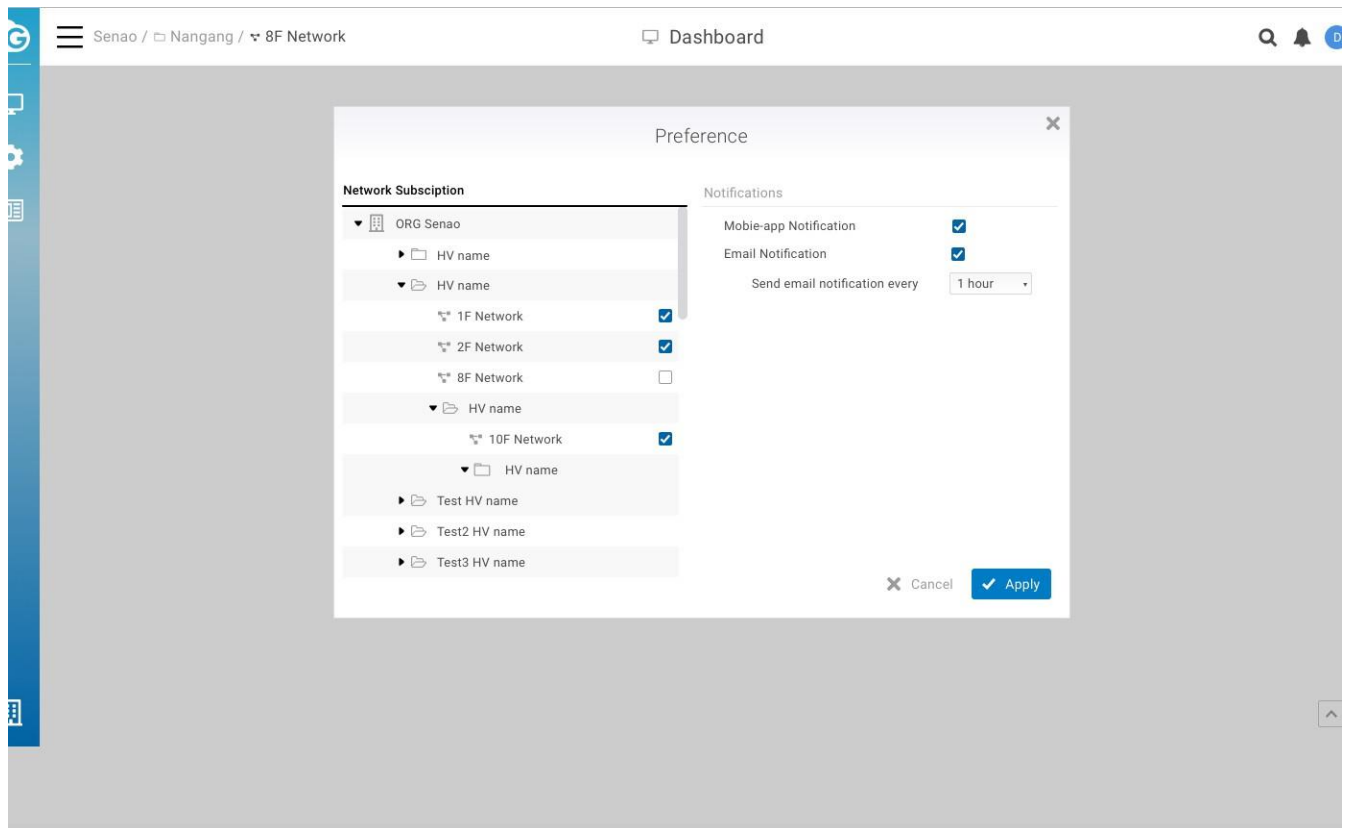 Senao / Nangang / 8F Network
Dashboard
D
Preference
Network Subsciption
ORG Senao
HV name
HV name
1F Network
2F Network
8F Network
HV name
10F Network
HV name
Test HV name
Test2 HV name
Test3 HV name
Notifications
Mobie-app Notification
Email Notification
Send email notification every 1 hour
Cancel Apply